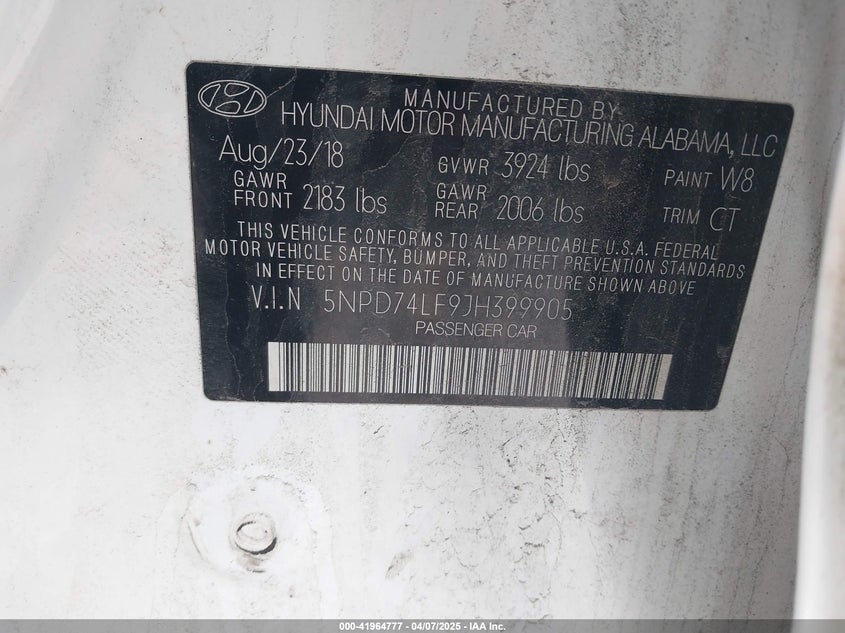 MANUFACTURED BY
HYUNDAI MOTOR MANUFACTURING ALABAMA, LLC
Aug/23/18 GVWR 3924 lbs PAINT W8
GAWR FRONT 2183 lbs GAWR REAR 2006 lbs TRIM CT
THIS VEHICLE CONFORMS TO ALL APPLICABLE U.S.A. FEDERAL
MOTOR VEHICLE SAFETY, BUMPER, AND THEFT PREVENTION STANDARDS
IN EFFECT ON THE DATE OF MANUFACTURE SHOWN ABOVE
V.I.N 5NPD74LF9JH399905
PASSENGER CAR
000-41964777 - 04/07/2025 - IAA Inc.